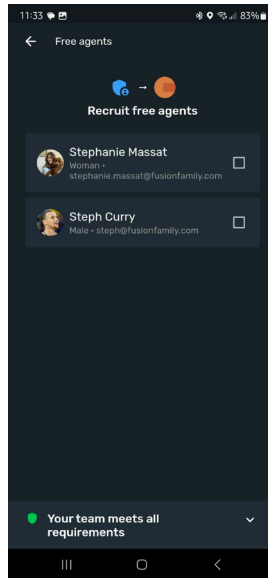 11:33 83%
Free agents
Recruit free agents
Stephanie Massat
Woman •
stephanie.massat@fusionfamily.com
Steph Curry
Male • steph@fusionfamily.com
Your team meets all
requirements